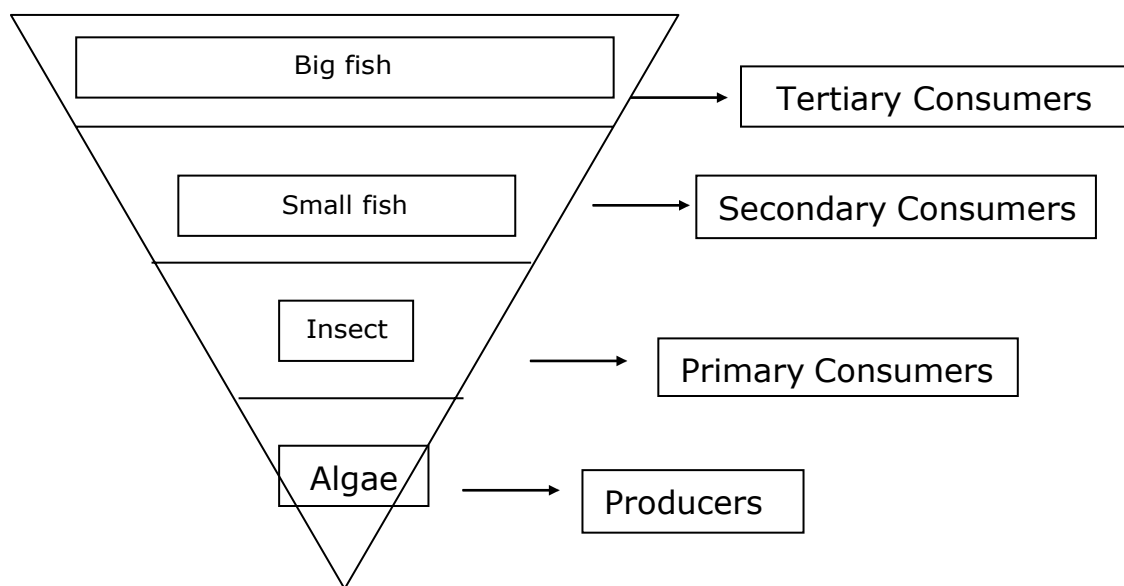 Big fish
Tertiary Consumers
Small fish
Secondary Consumers
Insect
Primary Consumers
Algae
Producers